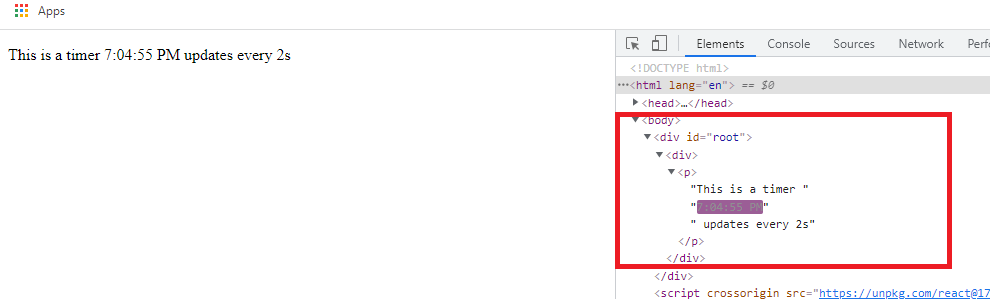 Apps
This is a timer 7:04:55 PM updates every 2s
Elements Console Sources Network Perf
<!DOCTYPE html>
⋯<html lang="en"> == $0
▶<head>…</head>
▼<body>
▼<div id="root">
▼<div>
▼<p>
"This is a timer "
"7:04:55 PM"
" updates every 2s"
</p>
</div>
</div>
<script crossorigin src="https://unpkg.com/react@17